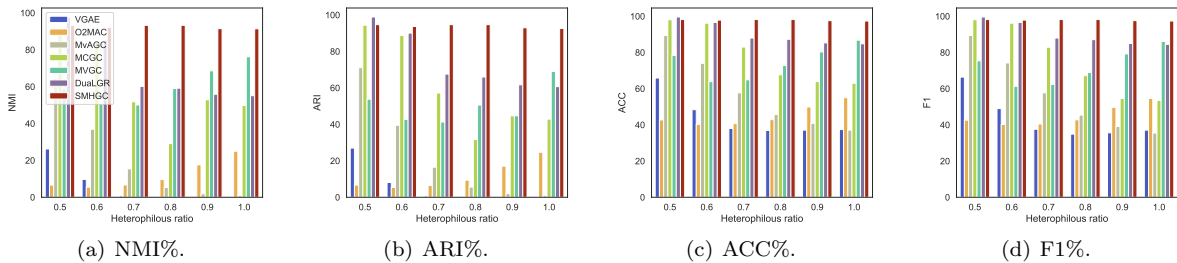 VGAE
O2MAC
MvAGC
MCGC
MVGC
DuaLGR
SMHGC
NMI
100
80
60
40
20
0
0.5 0.6 0.7 0.8 0.9 1.0
Heterophilous ratio
(a) NMI%.
ARI
100
80
60
40
20
0
0.5 0.6 0.7 0.8 0.9 1.0
Heterophilous ratio
(b) ARI%.
ACC
100
80
60
40
20
0
0.5 0.6 0.7 0.8 0.9 1.0
Heterophilous ratio
(c) ACC%.
F1
100
80
60
40
20
0
0.5 0.6 0.7 0.8 0.9 1.0
Heterophilous ratio
(d) F1%.